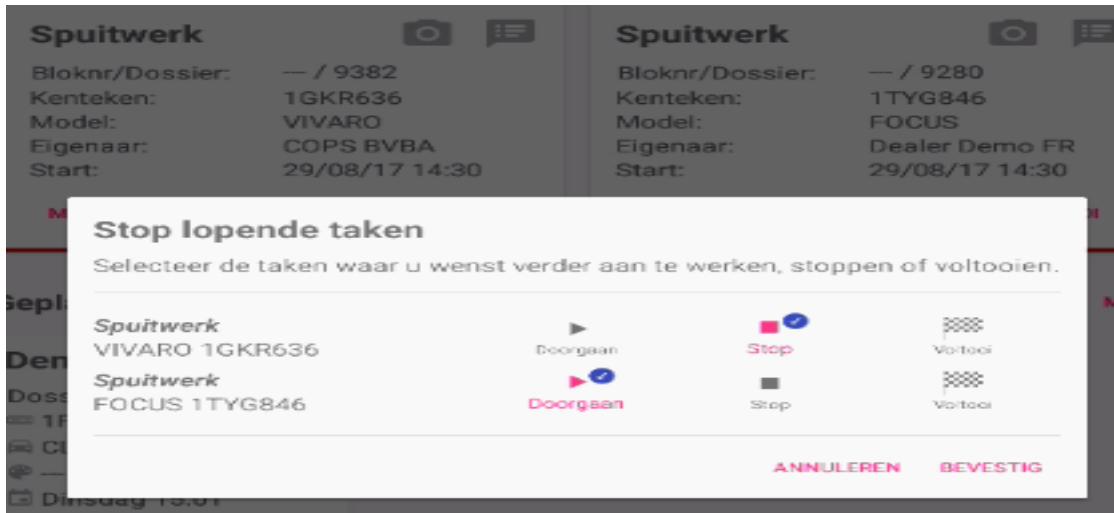 Spuitwerk
Bloknr/Dossier: --- / 9382
Kenteken: 1GKR636
Model: VIVARO
Eigenaar: COPS BVBA
Start: 29/08/17 14:30
Spuitwerk
Bloknr/Dossier: --- / 9280
Kenteken: 1TYG846
Model: FOCUS
Eigenaar: Dealer Demo FR
Start: 29/08/17 14:30
Stop lopende taken
Selecteer de taken waar u wenst verder aan te werken, stoppen of voltooien.
Spuitwerk
VIVARO 1GKR636
Doorgaan Stop Voltooi
Spuitwerk
FOCUS 1TYG846
Doorgaan Stop Voltooi
ANNULEREN BEVESTIG
Dinsdag 15:01